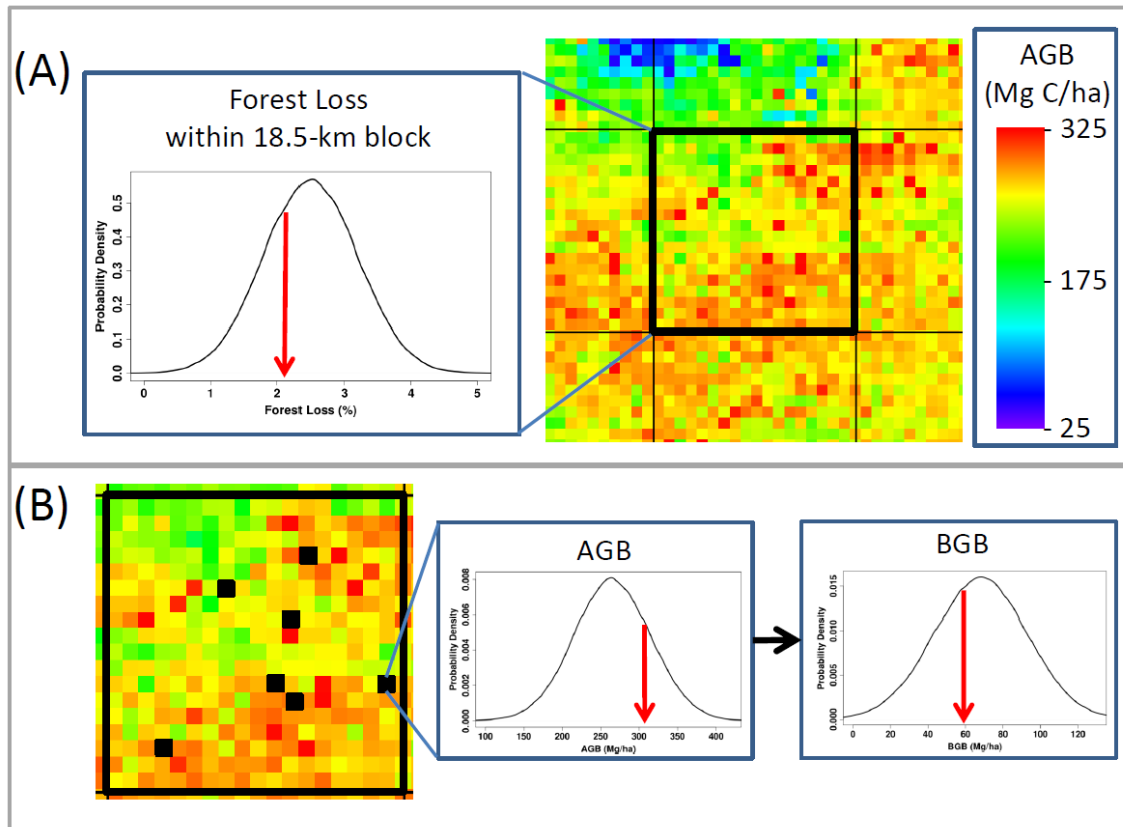 (A)
Forest Loss
within 18.5-km block
Probability Density
0.0
0.1
0.2
0.3
0.4
0.5
0 1 2 3 4 5
Forest Loss (%)
AGB
(Mg C/ha)
325
175
25
(B)
AGB
Probability Density
0.000 0.002 0.004 0.006 0.008
100 150 200 250 300 350 400
AGB (Mg/ha)
BGB
Probability Density
0.000 0.005 0.010 0.015
0 20 40 60 80 100 120
BGB (Mg/ha)